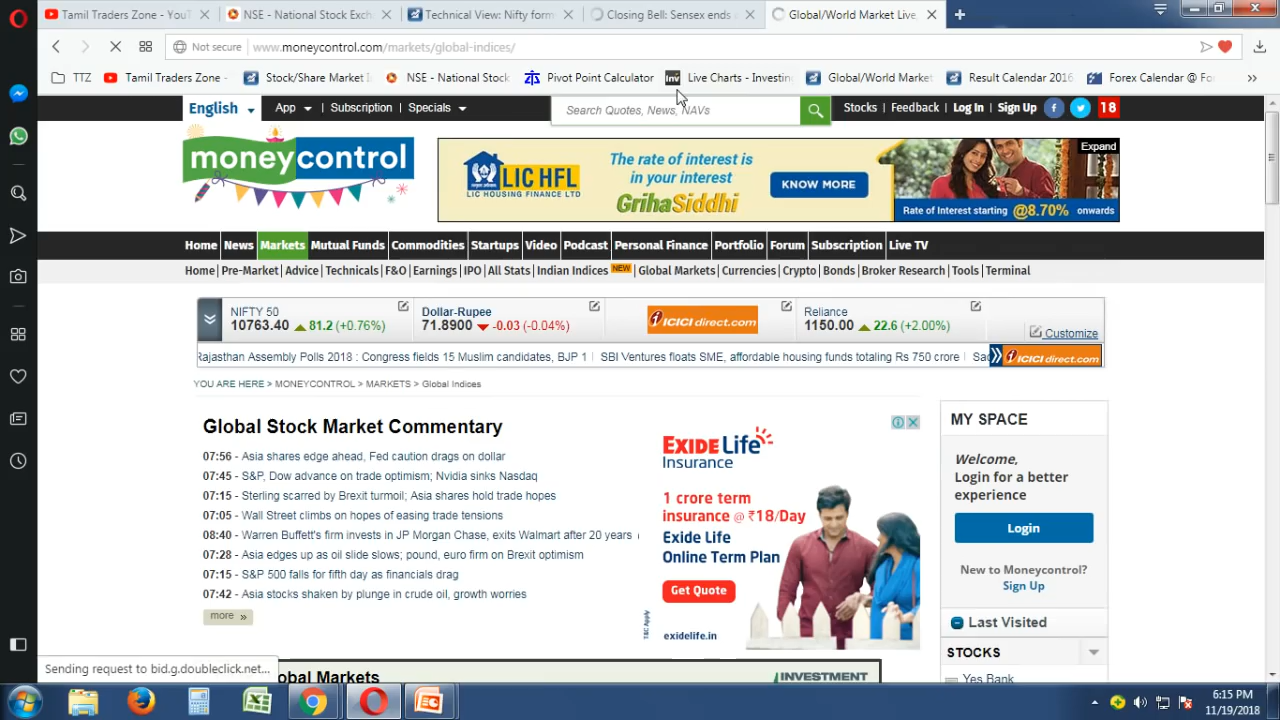 Tamil Traders Zone - YouT
NSE - National Stock Exch
Technical View: Nifty form
Closing Bell: Sensex ends
Global/World Market Live,
Not secure
www.moneycontrol.com/markets/global-indices/
TTZ
Tamil Traders Zone -
Stock/Share Market I
NSE - National Stock
Pivot Point Calculator
Inv
Live Charts - Investin
Global/World Market
Result Calendar 2016
Forex Calendar @ Fo
English
App
Subscription
Specials
Search Quotes, News, NAVs
Stocks
Feedback
Log In
Sign Up
18
moneycontrol
LIC HFL
LIC HOUSING FINANCE LTD
The rate of interest is
in your interest
GrihaSiddhi
KNOW MORE
Expand
Rate of Interest starting @8.70% onwards
Home
News
Markets
Mutual Funds
Commodities
Startups
Video
Podcast
Personal Finance
Portfolio
Forum
Subscription
Live TV
Home | Pre-Market | Advice | Technicals | F&O | Earnings | IPO | All Stats | Indian Indices NEW | Global Markets | Currencies | Crypto | Bonds | Broker Research | Tools | Terminal
NIFTY 50
10763.40 81.2 (+0.76%)
Dollar-Rupee
71.8900 -0.03 (-0.04%)
ICICI direct.com
Reliance
1150.00 22.6 (+2.00%)
Customize
Rajasthan Assembly Polls 2018 : Congress fields 15 Muslim candidates, BJP 1 | SBI Ventures floats SME, affordable housing funds totaling Rs 750 crore |
ICICI direct.com
YOU ARE HERE > MONEYCONTROL > MARKETS > Global Indices
Global Stock Market Commentary
07:56 - Asia shares edge ahead, Fed caution drags on dollar
07:45 - S&P, Dow advance on trade optimism; Nvidia sinks Nasdaq
07:15 - Sterling scarred by Brexit turmoil; Asia shares hold trade hopes
07:05 - Wall Street climbs on hopes of easing trade tensions
08:40 - Warren Buffett's firm invests in JP Morgan Chase, exits Walmart after 20 years
07:28 - Asia edges up as oil slide slows; pound, euro firm on Brexit optimism
07:15 - S&P 500 falls for fifth day as financials drag
07:42 - Asia stocks shaken by plunge in crude oil, growth worries
more »
EXIDE Life
Insurance
1 crore term
insurance @ ₹18/Day
Exide Life
Online Term Plan
Get Quote
T&C Apply
exidelife.in
MY SPACE
Welcome,
Login for a better
experience
Login
New to Moneycontrol?
Sign Up
Last Visited
STOCKS
Yes Bank
Sending request to bid.g.doubleclick.net...
obal Markets
INVESTMENT
6:15 PM
11/19/2018